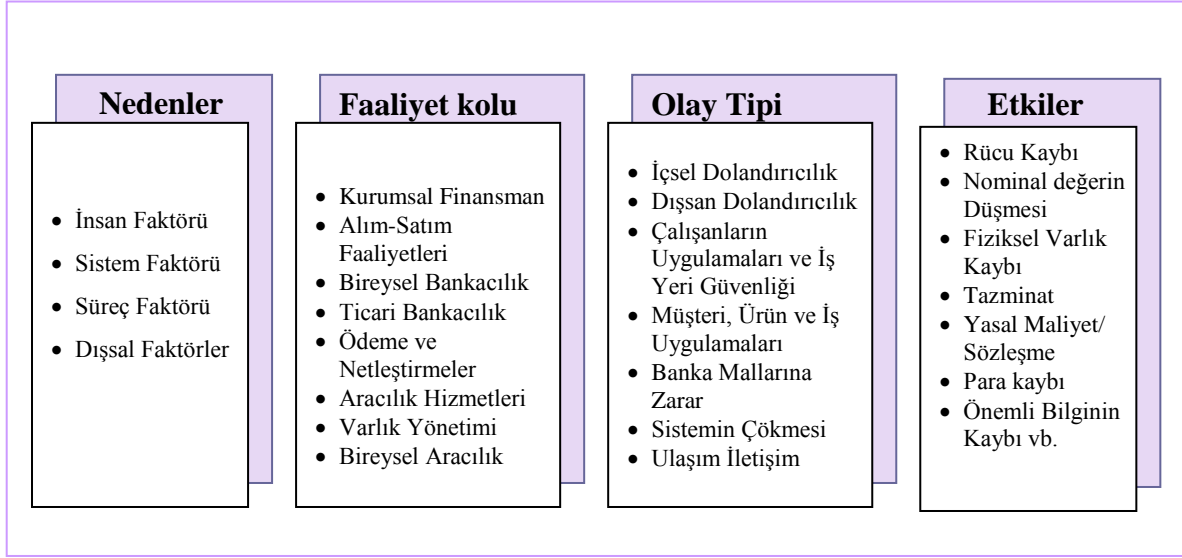 Nedenler
• İnsan Faktörü
• Sistem Faktörü
• Süreç Faktörü
• Dışsal Faktörler
Faaliyet kolu
• Kurumsal Finansman
• Alım-Satım
Faaliyetleri
• Bireysel Bankacılık
• Ticari Bankacılık
• Ödeme ve
Netleştirmeler
• Aracılık Hizmetleri
• Varlık Yönetimi
• Bireysel Aracılık
Olay Tipi
• İçsel Dolandırıcılık
• Dışsan Dolandırıcılık
• Çalışanların
Uygulamaları ve İş
Yeri Güvenliği
• Müşteri, Ürün ve İş
Uygulamaları
• Banka Mallarına
Zarar
• Sistemin Çökmesi
• Ulaşım İletişim
Etkiler
• Rücu Kaybı
• Nominal değerin
Düşmesi
• Fiziksel Varlık
Kaybı
• Tazminat
• Yasal Maliyet/
Sözleşme
• Para kaybı
• Önemli Bilginin
Kaybı vb.